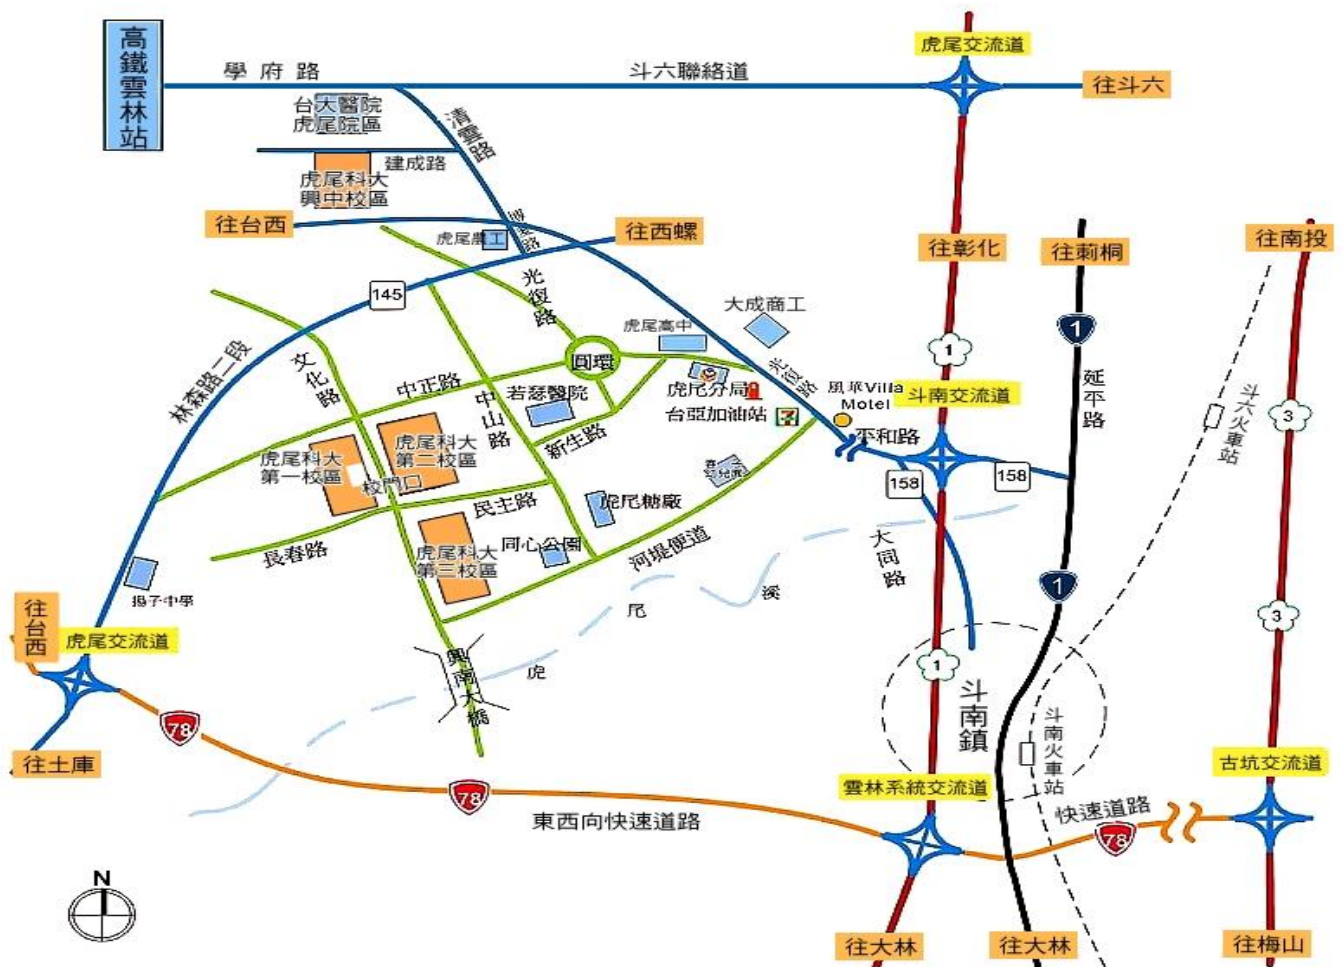 高鐵雲林站
學府路
斗六聯絡道
虎尾交流道
往斗六
台大醫院
虎尾院區
清雲路
建成路
虎尾科大
興中校區
往台西
虎尾農工
往西螺
往彰化
往莿桐
往南投
145
光復路
大成商工
虎尾高中
圓環
1
1
延平路
林森路二段
文化路
中正路
中山路
若瑟醫院
虎尾分局
台亞加油站
光復路
風華Villa
Motel
斗南交流道
平和路
斗六火車站
3
新生路
虎尾科大
第一校區
虎尾科大
第二校區
校門口
158
158
民主路
虎尾糖廠
長春路
虎尾科大
第三校區
同心公園
河堤便道
大同路
揚子中學
1
3
往台西
虎尾交流道
虎尾溪
興南大橋
1
斗南鎮
斗南火車站
78
往土庫
78
東西向快速道路
雲林系統交流道
快速道路
78
古坑交流道
N
往大林
往大林
往梅山